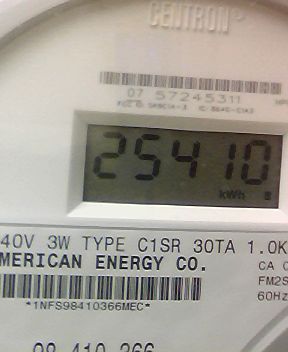 CENTRON®
07 57245311
25410
kWh
40V 3W TYPE C1SR 30TA 1.0K
MERICAN ENERGY CO.
CA 0
FM2S
60Hz
*1NFS98410366MEC*
98 410 366